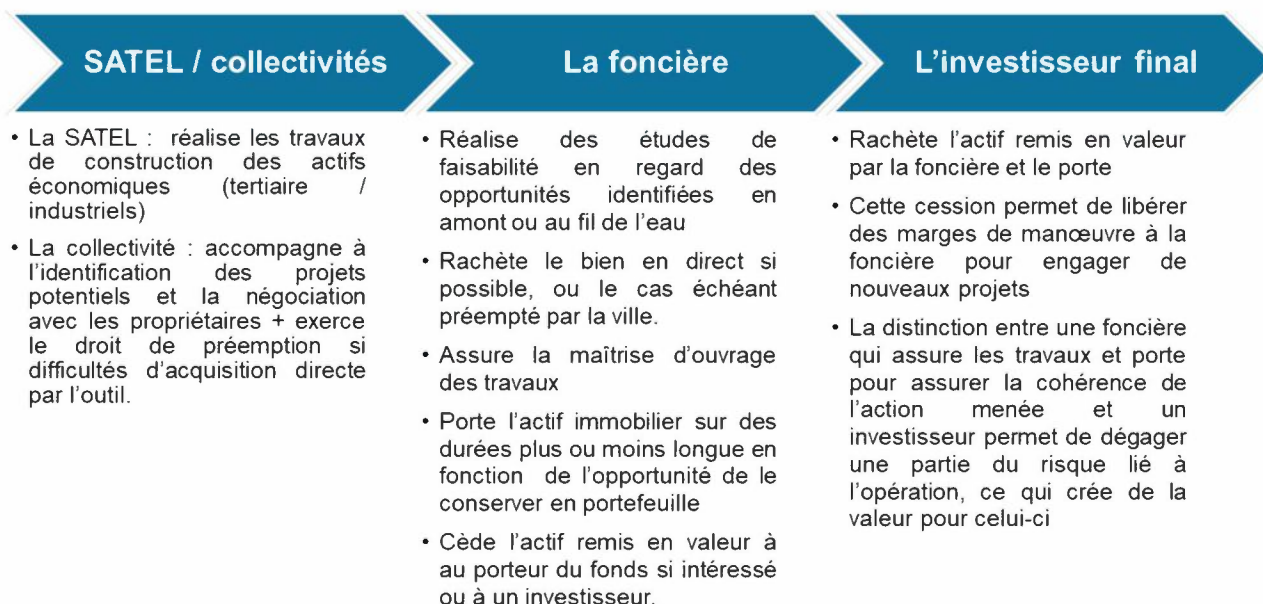 SATEL / collectivités
• La SATEL : réalise les travaux
de construction des actifs
économiques (tertiaire /
industriels)
• La collectivité : accompagne à
l'identification des projets
potentiels et la négociation
avec les propriétaires + exerce
le droit de préemption si
difficultés d'acquisition directe
par l'outil.
La foncière
• Réalise des études de
faisabilité en regard des
opportunités identifiées en
amont ou au fil de l'eau
• Rachète le bien en direct si
possible, ou le cas échéant
préempté par la ville.
• Assure la maîtrise d'ouvrage
des travaux
• Porte l'actif immobilier sur des
durées plus ou moins longue en
fonction de l'opportunité de le
conserver en portefeuille
• Cède l'actif remis en valeur à
au porteur du fonds si intéressé
ou à un investisseur.
L'investisseur final
• Rachète l'actif remis en valeur
par la foncière et le porte
• Cette cession permet de libérer
des marges de manœuvre à la
foncière pour engager de
nouveaux projets
• La distinction entre une foncière
qui assure les travaux et porte
pour assurer la cohérence de
l'action menée et un
investisseur permet de dégager
une partie du risque lié à
l'opération, ce qui crée de la
valeur pour celui-ci